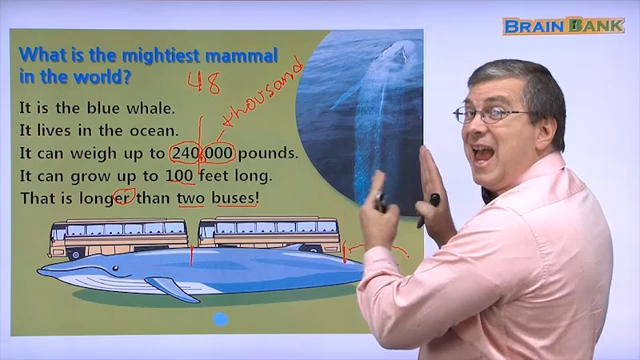 BRAIN BANK
What is the mightiest mammal
in the world?
48
thousand
It is the blue whale.
It lives in the ocean.
It can weigh up to 240,000 pounds.
It can grow up to 100 feet long.
That is longer than two buses!